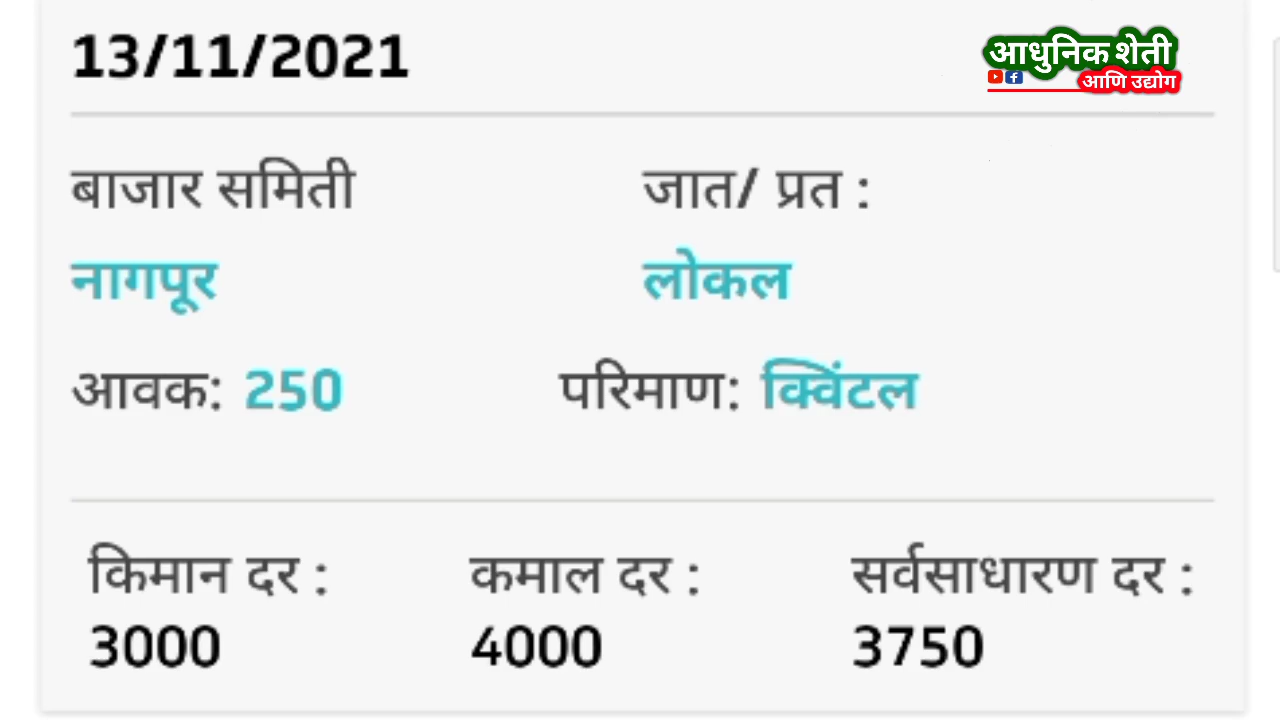 13/11/2021
आधुनिक शेती
आणि उद्योग
बाजार समिती जात/ प्रत :
नागपूर लोकल
आवक: 250 परिमाण: क्विंटल
किमान दर : कमाल दर : सर्वसाधारण दर :
3000 4000 3750